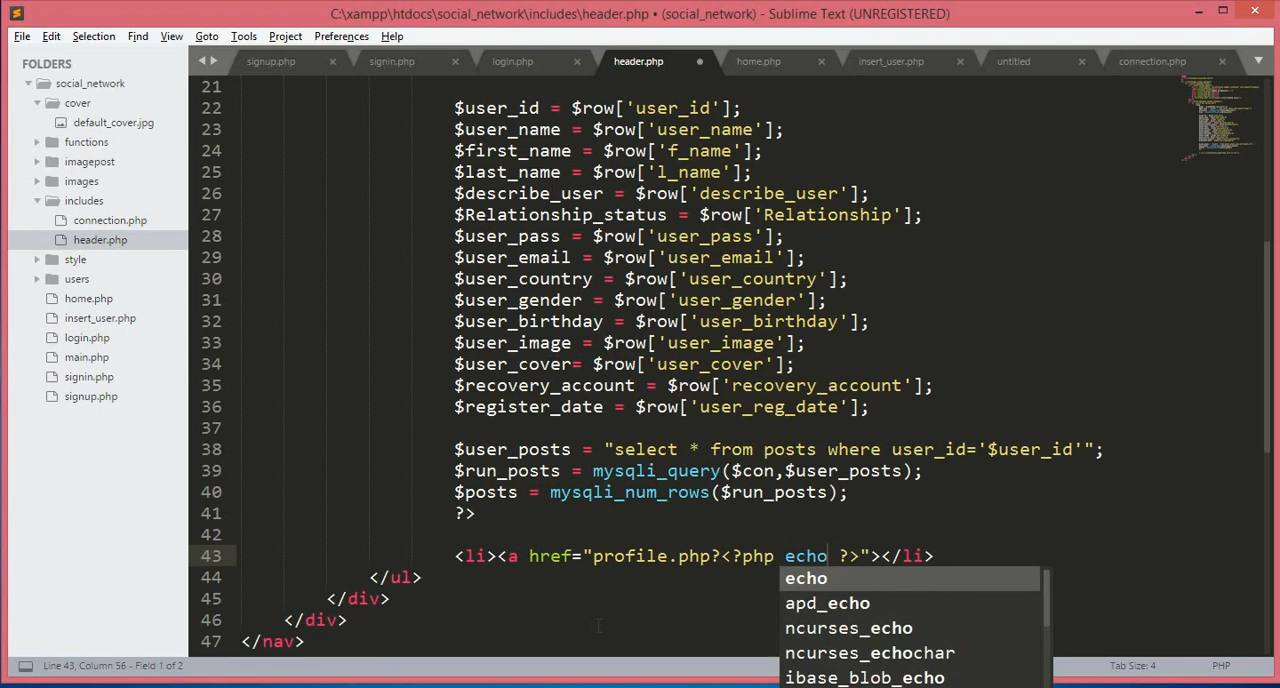 C:\xampp\htdocs\social_network\includes\header.php • (social_network) - Sublime Text (UNREGISTERED)
File Edit Selection Find View Goto Tools Project Preferences Help
FOLDERS
social_network
cover
default_cover.jpg
functions
imagepost
images
includes
connection.php
header.php
style
users
home.php
insert_user.php
login.php
main.php
signin.php
signup.php
signup.php signin.php login.php header.php home.php insert_user.php untitled connection.php
21
22 $user_id = $row['user_id'];
23 $user_name = $row['user_name'];
24 $first_name = $row['f_name'];
25 $last_name = $row['l_name'];
26 $describe_user = $row['describe_user'];
27 $Relationship_status = $row['Relationship'];
28 $user_pass = $row['user_pass'];
29 $user_email = $row['user_email'];
30 $user_country = $row['user_country'];
31 $user_gender = $row['user_gender'];
32 $user_birthday = $row['user_birthday'];
33 $user_image = $row['user_image'];
34 $user_cover= $row['user_cover'];
35 $recovery_account = $row['recovery_account'];
36 $register_date = $row['user_reg_date'];
37
38 $user_posts = "select * from posts where user_id='$user_id'";
39 $run_posts = mysqli_query($con,$user_posts);
40 $posts = mysqli_num_rows($run_posts);
41 ?>
42
43 <li><a href="profile.php?<?php echo ?>"></li>
44 </ul>
45 </div>
46 </div>
47 </nav>
echo
apd_echo
ncurses_echo
ncurses_echochar
ibase_blob_echo
Line 43, Column 56 - Field 1 of 2
Tab Size: 4 PHP